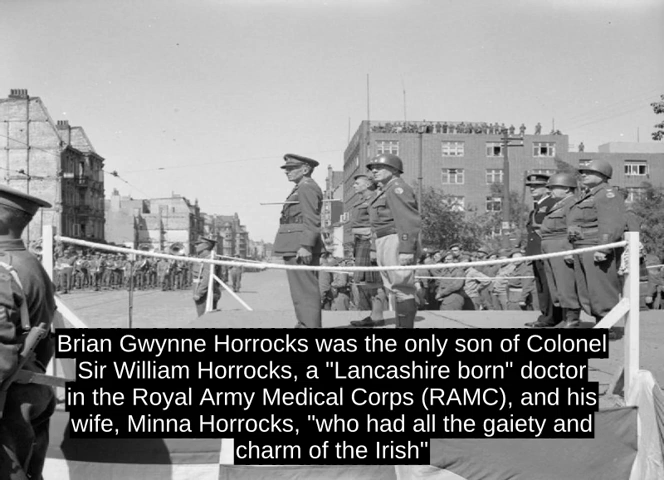 Brian Gwynne Horrocks was the only son of Colonel
Sir William Horrocks, a "Lancashire born" doctor
in the Royal Army Medical Corps (RAMC), and his
wife, Minna Horrocks, "who had all the gaiety and
charm of the Irish"